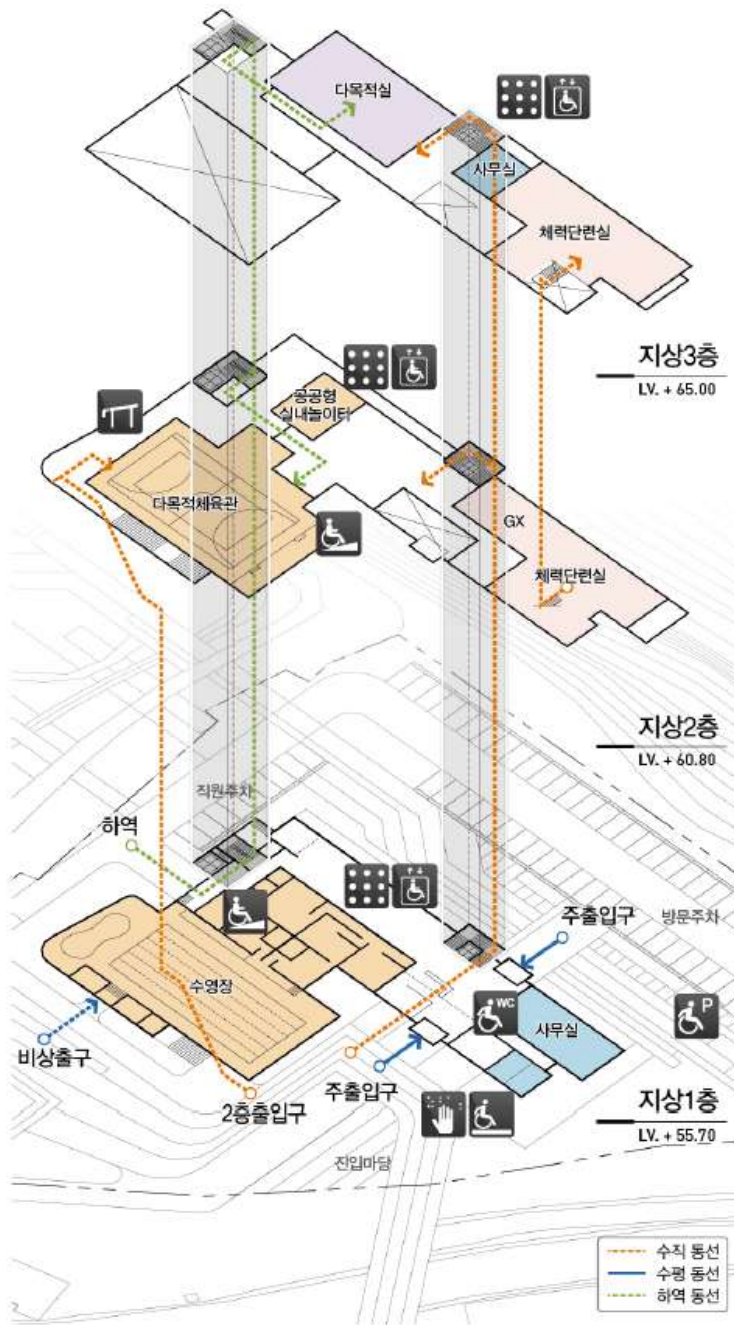 다목적실
사무실
체력단련실
지상3층
LV. + 65.00
공공형
실내놀이터
다목적체육관
GX
체력단련실
지상2층
LV. + 60.80
직원주차
하역
주출입구
방문주차
수영장
WC
P
사무실
비상출구
2층출입구
주출입구
지상1층
LV. + 55.70
진입마당
수직 동선
수평 동선
하역 동선